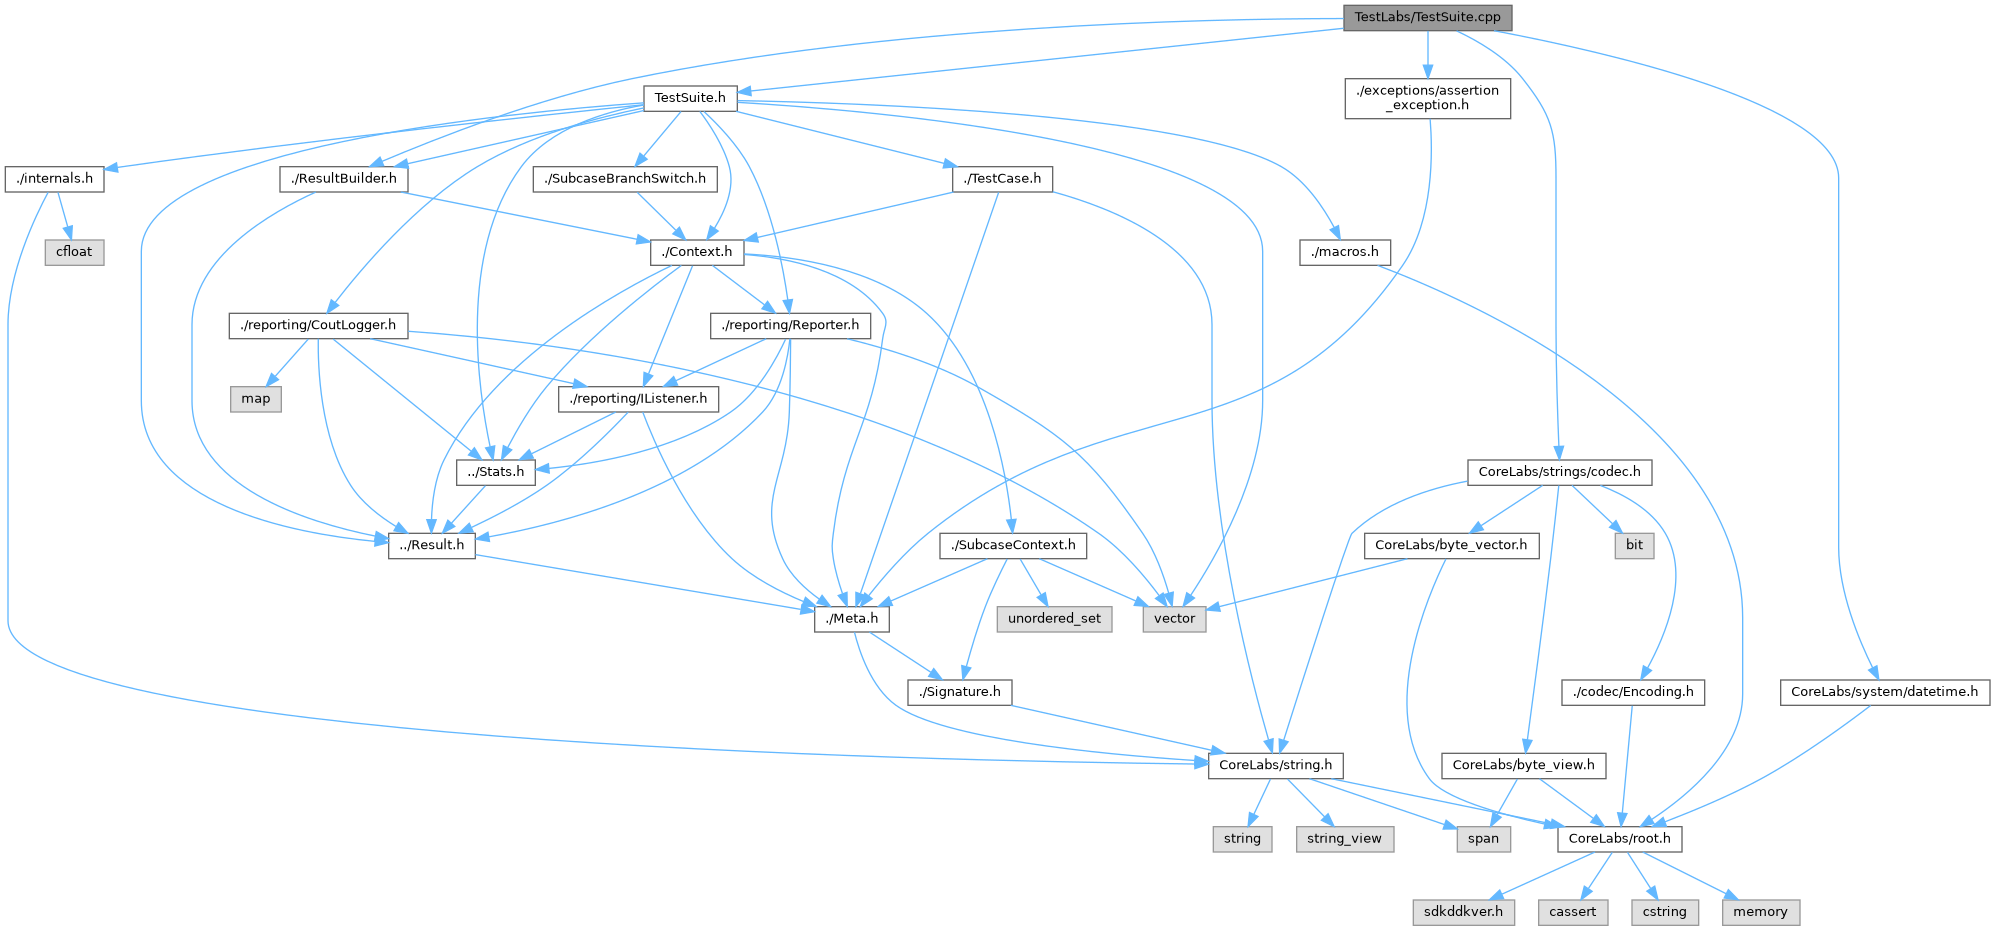 TestLabs/TestSuite.cpp
TestSuite.h
./exceptions/assertion
_exception.h
./internals.h
./ResultBuilder.h
./SubcaseBranchSwitch.h
./TestCase.h
cfloat
./Context.h
./macros.h
./reporting/CoutLogger.h
./reporting/Reporter.h
map
./reporting/IListener.h
../Stats.h
CoreLabs/strings/codec.h
../Result.h
./SubcaseContext.h
CoreLabs/byte_vector.h
bit
./Meta.h
unordered_set
vector
./Signature.h
./codec/Encoding.h
CoreLabs/system/datetime.h
CoreLabs/string.h
CoreLabs/byte_view.h
string
string_view
span
CoreLabs/root.h
sdkddkver.h
cassert
cstring
memory